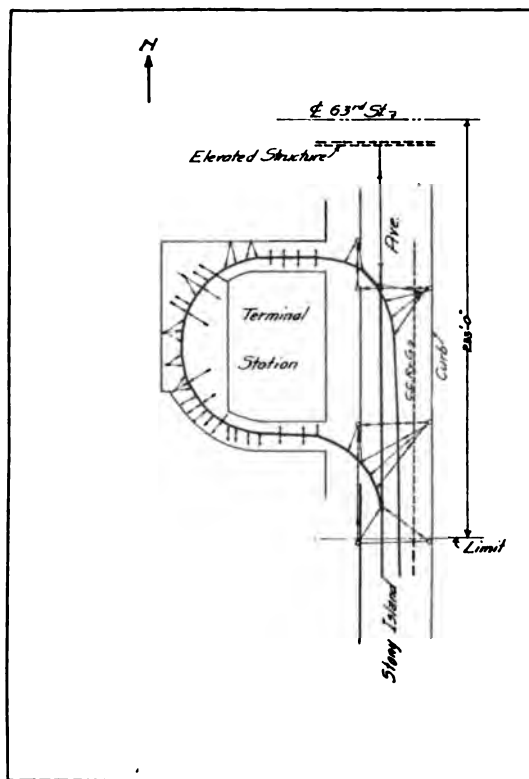 N
℄ 63rd St.
Elevated Structure
Ave.
Terminal
Station
Curb
Limit
Stony Island